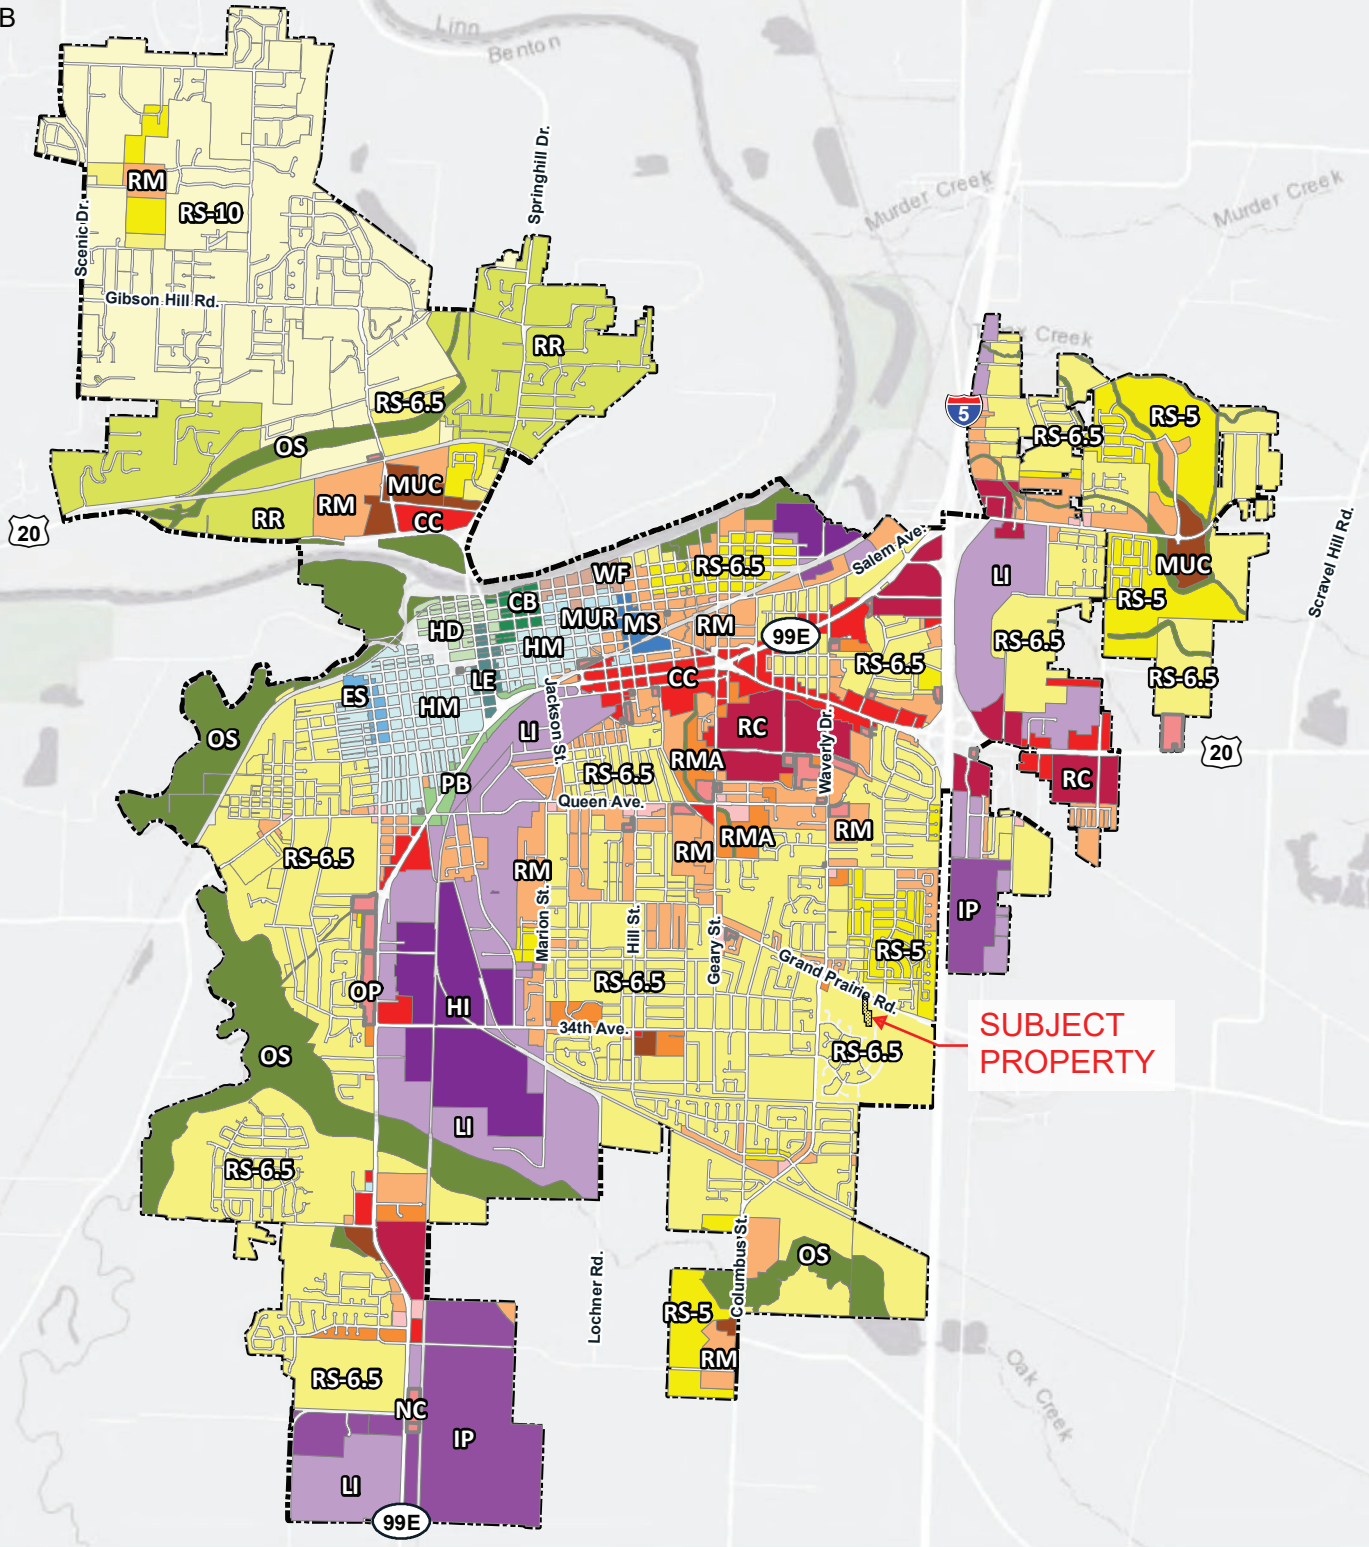 B
Linn
Benton
Springhill Dr.
Murder Creek
Murder Creek
RM
RS-10
Scenic Dr.
Gibson Hill Rd.
RR
Creek
5
RS-6.5
RS-5
RS-6.5
OS
MUC
RM
CC
RR
20
Scravel Hill Rd.
Salem Ave.
WF
RS-6.5
LI
MUC
RS-5
CB
MUR
MS
RM
99E
HD
HM
RS-6.5
RS-6.5
LE
CC
RS-6.5
ES
HM
Jackson St.
OS
LI
RC
Waverly Dr.
20
RMA
RS-6.5
RC
PB
Queen Ave.
RMA
RM
RM
RS-6.5
RM
IP
Marion St.
Hill St.
Geary St.
RS-5
Grand Prairie Rd.
RS-6.5
OP
HI
34th Ave.
SUBJECT
PROPERTY
RS-6.5
OS
LI
RS-6.5
Columbus St.
OS
Lochner Rd.
RS-5
RM
Oak Creek
RS-6.5
NC
IP
LI
99E